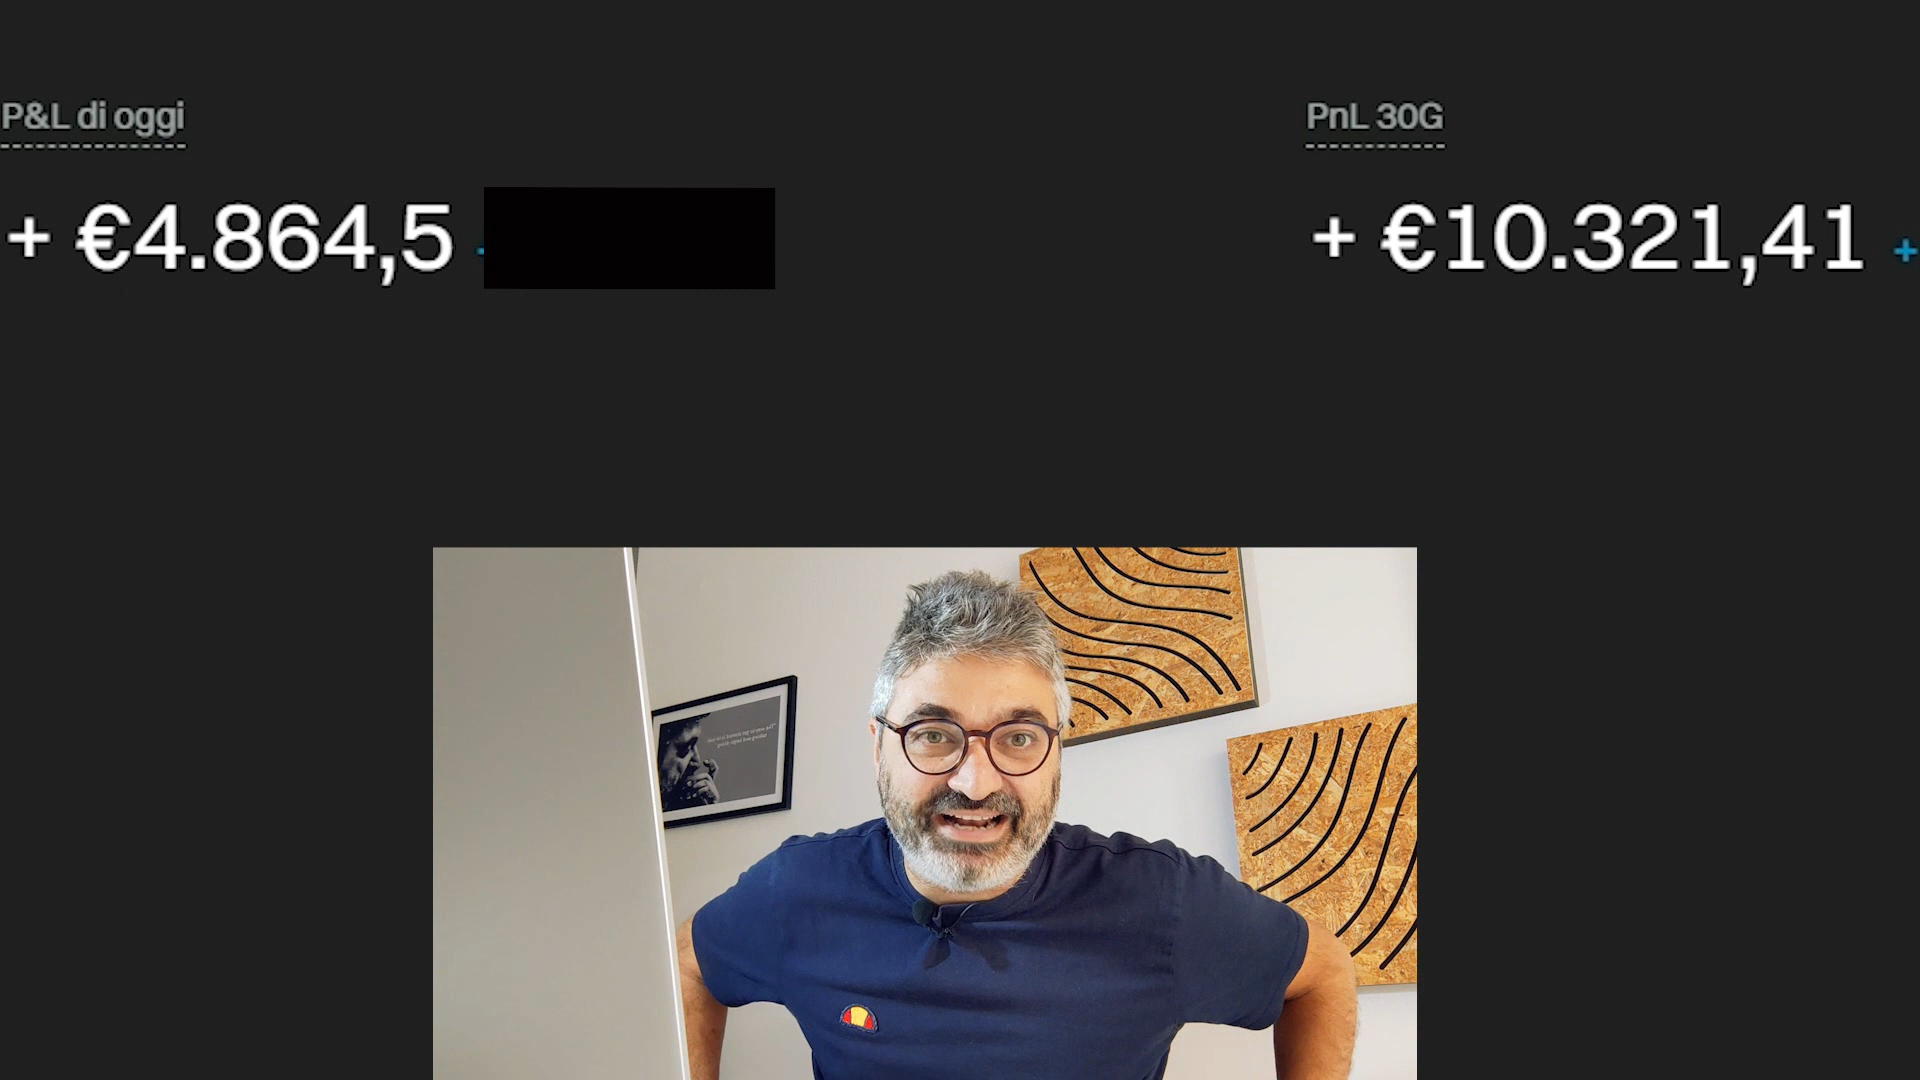 P&L di oggi
PnL 30G
+ €4.864,5
+ €10.321,41 +